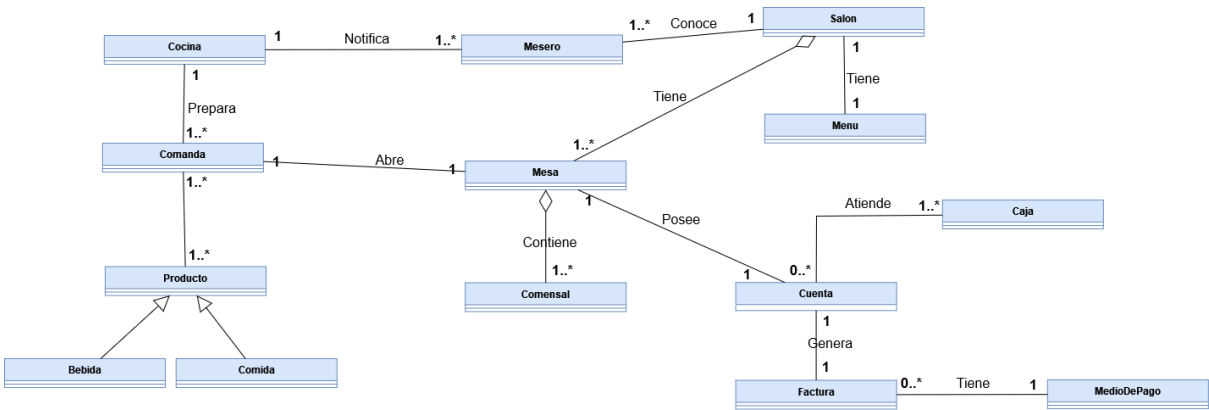 Salon
1..*
Conoce
1
Cocina
1
Notifica
1..*
Mesero
1
1
Tiene
Tiene
Prepara
1
Menu
1..*
1..*
Comanda
1
Abre
1
Mesa
1..*
1
Posee
Atiende
1..*
Caja
Contiene
1..*
1..*
1
0..*
Producto
Comensal
Cuenta
1
Genera
Bebida
Comida
1
Factura
0..*
Tiene
1
MedioDePago